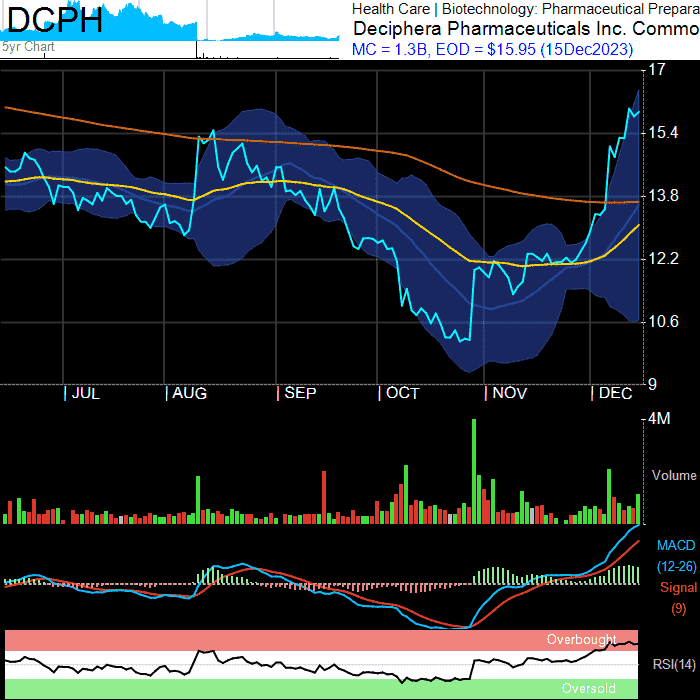 DCPH
5yr Chart
Health Care | Biotechnology: Pharmaceutical Prepara
Deciphera Pharmaceuticals Inc. Commo
MC = 1.3B, EOD = $15.95 (15Dec2023)
17
15.4
13.8
12.2
10.6
9
| JUL | AUG | SEP | OCT | NOV | DEC
4M
Volume
MACD
(12-26)
Signal
(9)
Overbought
RSI(14)
Oversold